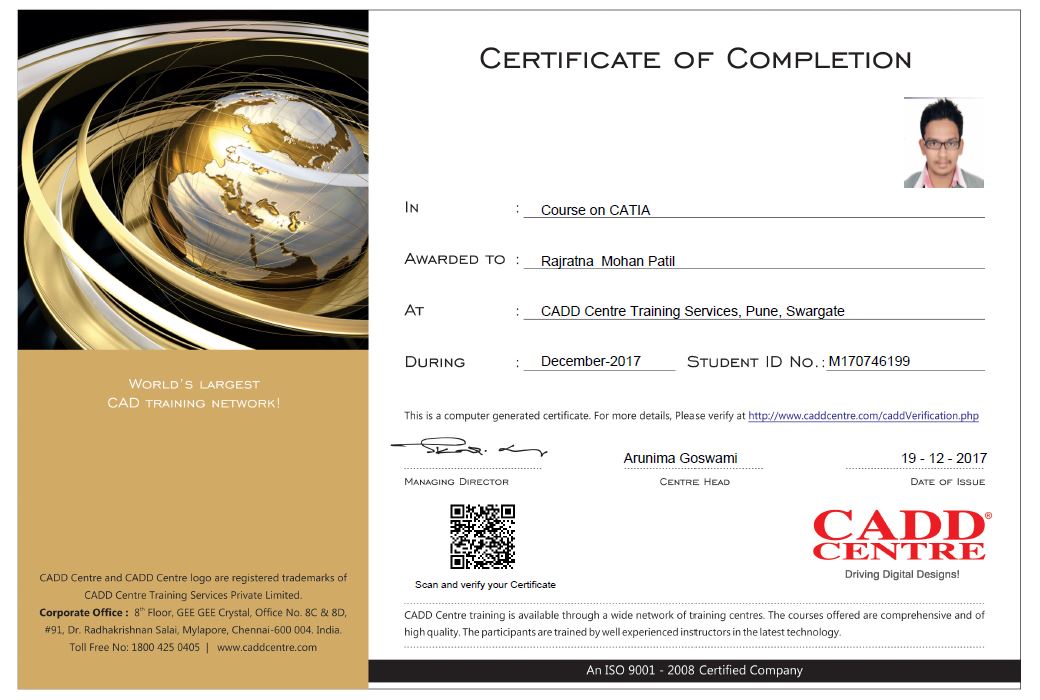 CERTIFICATE OF COMPLETION
IN : Course on CATIA
AWARDED TO : Rajratna Mohan Patil
AT : CADD Centre Training Services, Pune, Swargate
DURING : December-2017 STUDENT ID NO.: M170746199
This is a computer generated certificate. For more details, Please verify at http://www.caddcentre.com/caddVerification.php
Arunima Goswami 19 - 12 - 2017
MANAGING DIRECTOR CENTRE HEAD DATE OF ISSUE
Scan and verify your Certificate
CADD
CENTRE®
Driving Digital Designs!
CADD Centre training is available through a wide network of training centres. The courses offered are comprehensive and of
high quality. The participants are trained by well experienced instructors in the latest technology.
An ISO 9001 - 2008 Certified Company
WORLD'S LARGEST
CAD TRAINING NETWORK!
CADD Centre and CADD Centre logo are registered trademarks of
CADD Centre Training Services Private Limited.
Corporate Office : 8th Floor, GEE GEE Crystal, Office No. 8C & 8D,
#91, Dr. Radhakrishnan Salai, Mylapore, Chennai-600 004. India.
Toll Free No: 1800 425 0405 | www.caddcentre.com